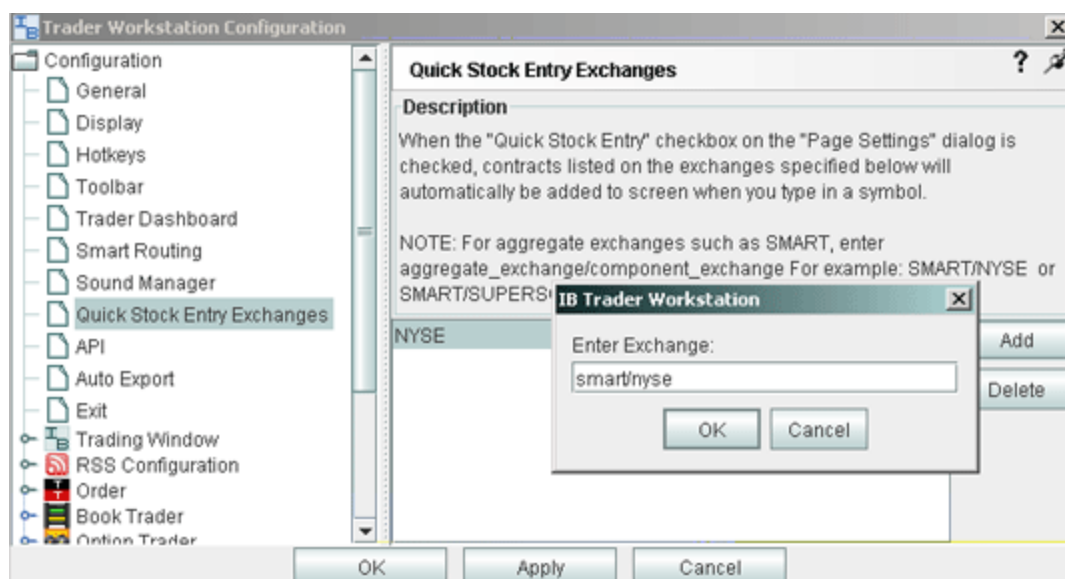 Trader Workstation Configuration
Configuration
General
Display
Hotkeys
Toolbar
Trader Dashboard
Smart Routing
Sound Manager
Quick Stock Entry Exchanges
API
Auto Export
Exit
Trading Window
RSS Configuration
Order
Book Trader
Option Trader
Quick Stock Entry Exchanges
?
Description
When the "Quick Stock Entry" checkbox on the "Page Settings" dialog is
checked, contracts listed on the exchanges specified below will
automatically be added to screen when you type in a symbol.
NOTE: For aggregate exchanges such as SMART, enter
aggregate_exchange/component_exchange For example: SMART/NYSE or
SMART/SUPERS
NYSE
Add
Delete
IB Trader Workstation
Enter Exchange:
smart/nyse
OK Cancel
OK Apply Cancel